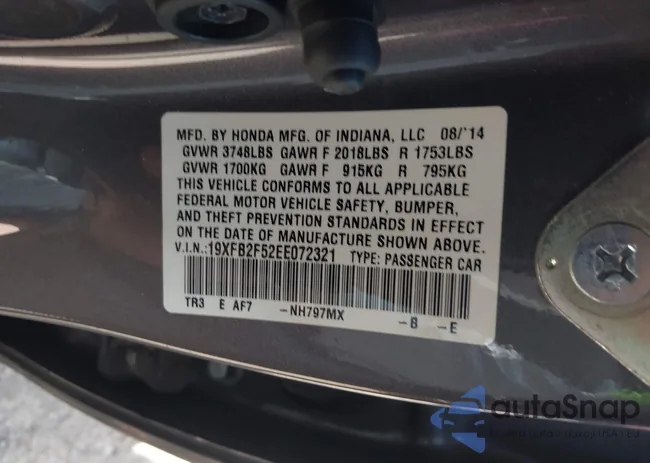 MFD. BY HONDA MFG. OF INDIANA, LLC 08/'14
GVWR 3748LBS GAWR F 2018LBS R 1753LBS
GVWR 1700KG GAWR F 915KG R 795KG
THIS VEHICLE CONFORMS TO ALL APPLICABLE
FEDERAL MOTOR VEHICLE SAFETY, BUMPER,
AND THEFT PREVENTION STANDARDS IN EFFECT
ON THE DATE OF MANUFACTURE SHOWN ABOVE.
V.I.N.:19XFB2F52EE072321 TYPE: PASSENGER CAR
TR3 E AF7 -NH797MX -B -E
autoSnap